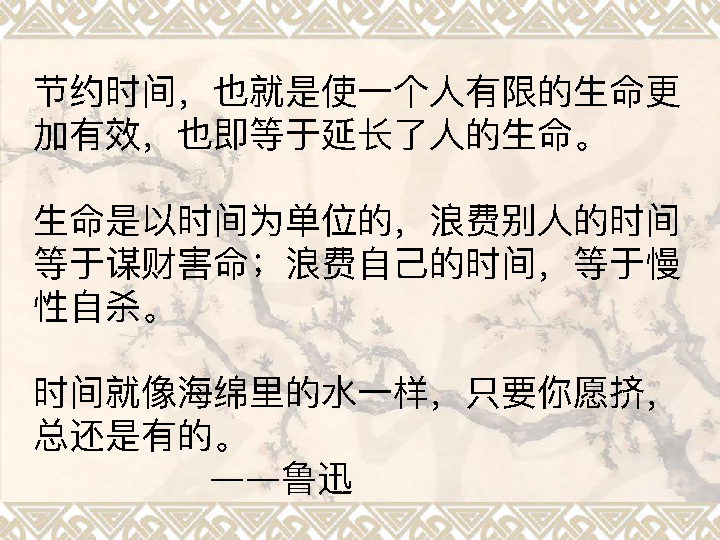 节约时间，也就是使一个人有限的生命更
加有效，也即等于延长了人的生命。
生命是以时间为单位的，浪费别人的时间
等于谋财害命；浪费自己的时间，等于慢
性自杀。
时间就像海绵里的水一样，只要你愿挤，
总还是有的。
——鲁迅